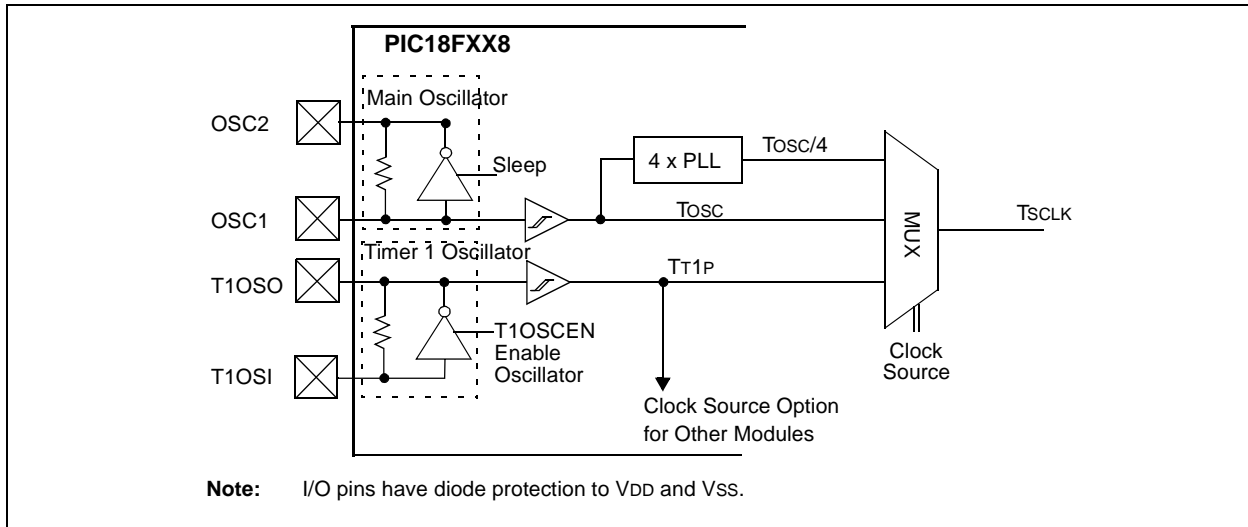 PIC18FXX8
Main Oscillator
OSC2
TOSC/4
4 x PLL
Sleep
OSC1
TOSC
TSCLK
MUX
Timer 1 Oscillator
T1OSO
TT1P
T1OSCEN
Enable
Oscillator
Clock
Source
T1OSI
Clock Source Option
for Other Modules
Note: I/O pins have diode protection to VDD and VSS.